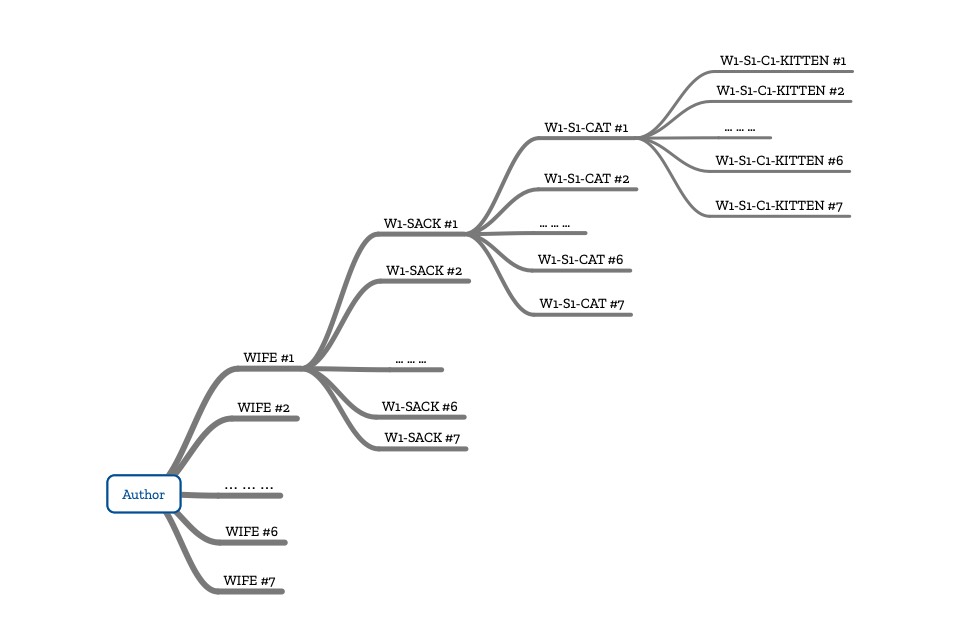 W1-S1-C1-KITTEN #1
W1-S1-C1-KITTEN #2
... ... ...
W1-S1-C1-KITTEN #6
W1-S1-C1-KITTEN #7
W1-S1-CAT #1
W1-S1-CAT #2
... ... ...
W1-S1-CAT #6
W1-S1-CAT #7
W1-SACK #1
W1-SACK #2
... ... ...
W1-SACK #6
W1-SACK #7
WIFE #1
WIFE #2
... ... ...
WIFE #6
WIFE #7
Author